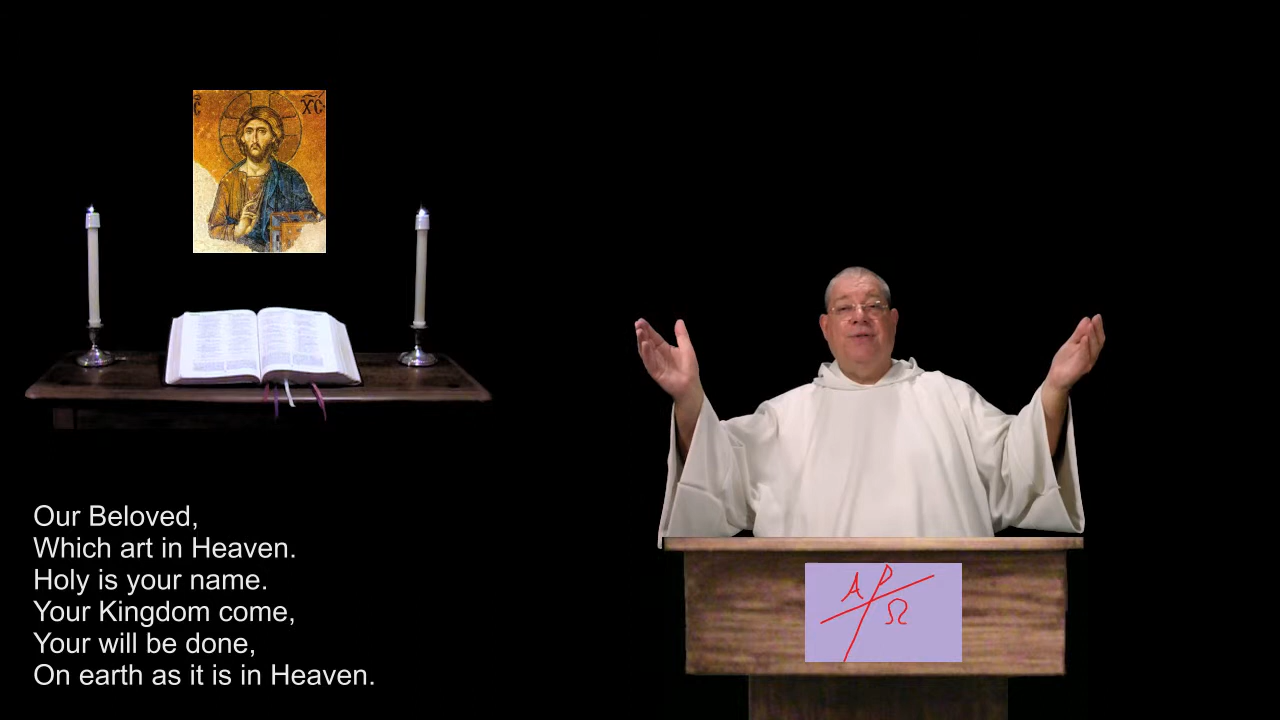 C
XC
Our Beloved,
Which art in Heaven.
Holy is your name.
Your Kingdom come,
Your will be done,
On earth as it is in Heaven.
A P
Ω